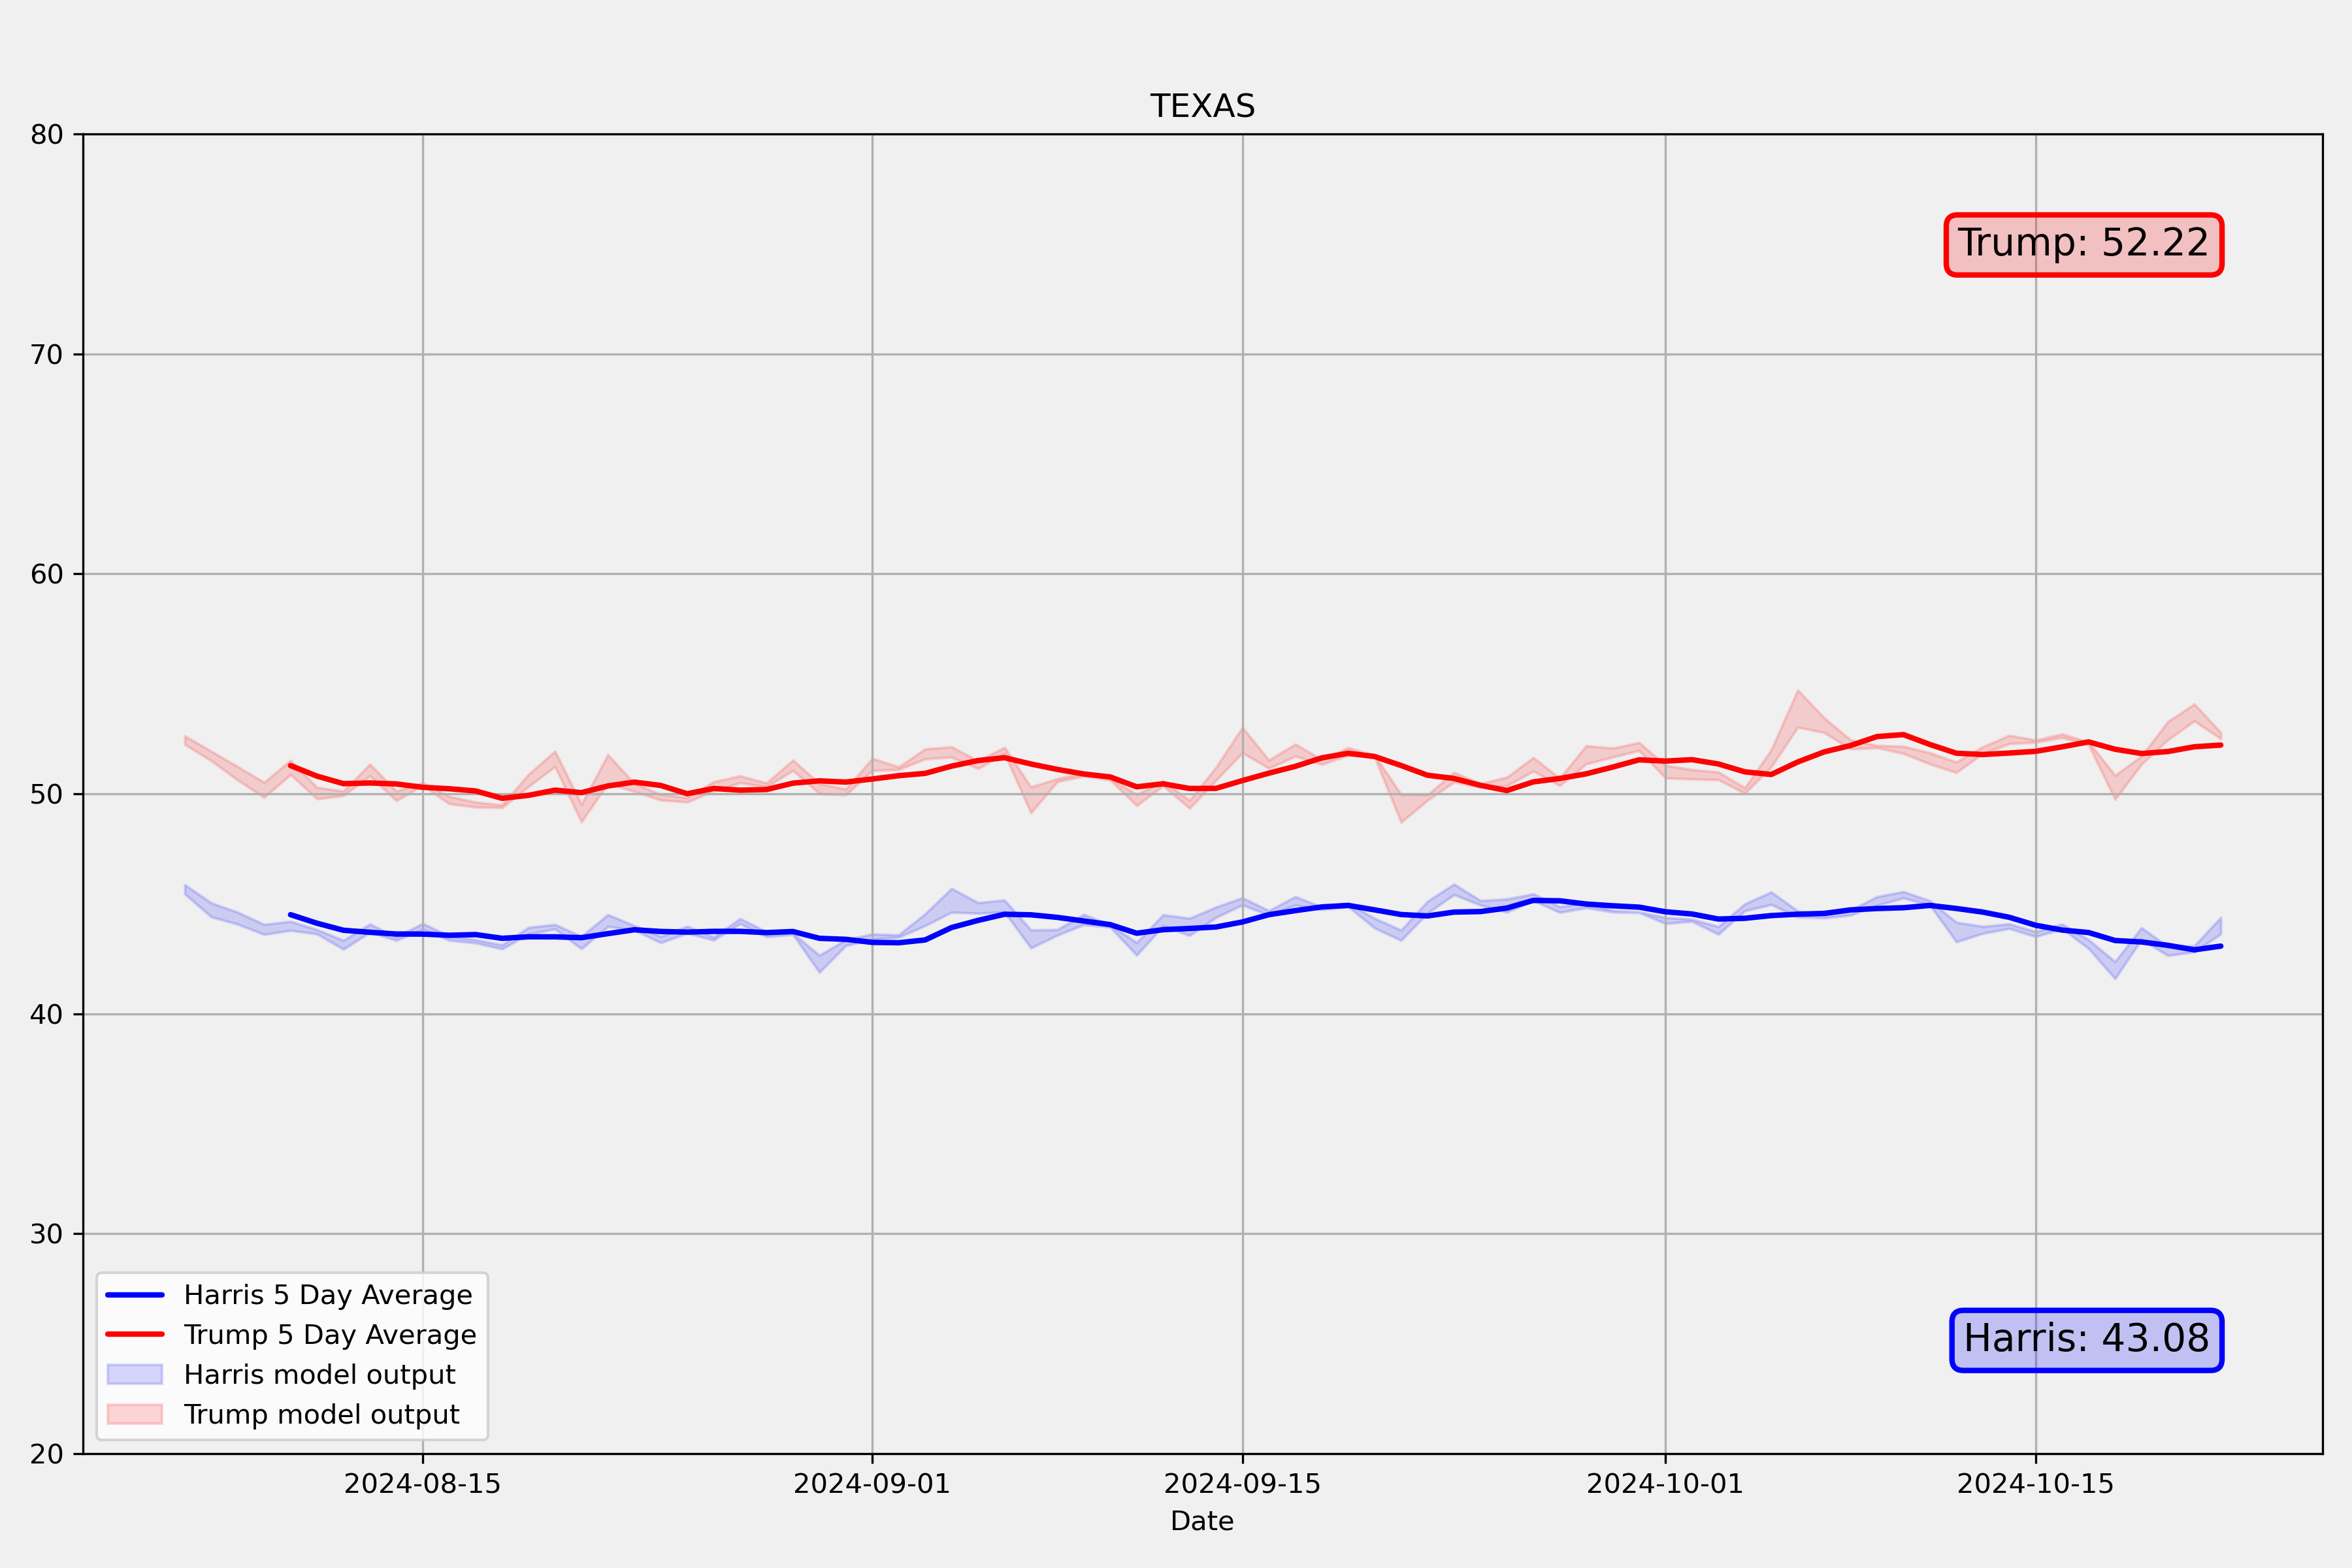 TEXAS
80
70
60
50
40
30
20
Trump: 52.22
Harris: 43.08
Harris 5 Day Average
Trump 5 Day Average
Harris model output
Trump model output
2024-08-15
2024-09-01
2024-09-15
2024-10-01
2024-10-15
Date